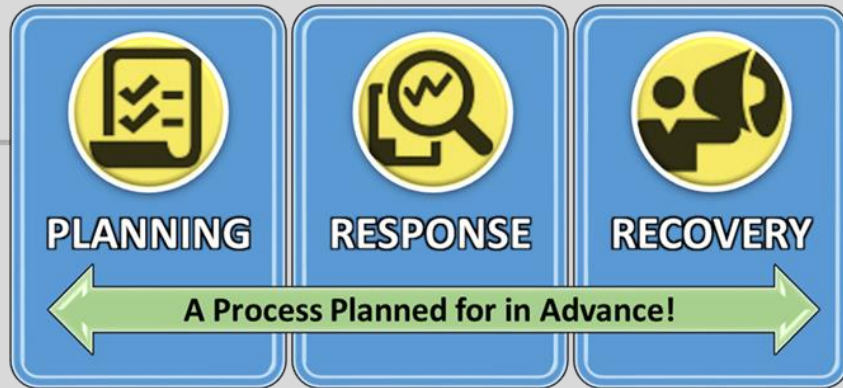 PLANNING
RESPONSE
RECOVERY
A Process Planned for in Advance!